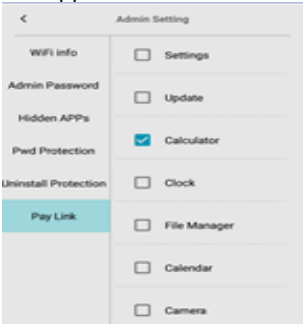 Admin Setting
WiFi info
Admin Password
Hidden APPs
Pwd Protection
Uninstall Protection
Pay Link
Settings
Update
Calculator
Clock
File Manager
Calendar
Camera